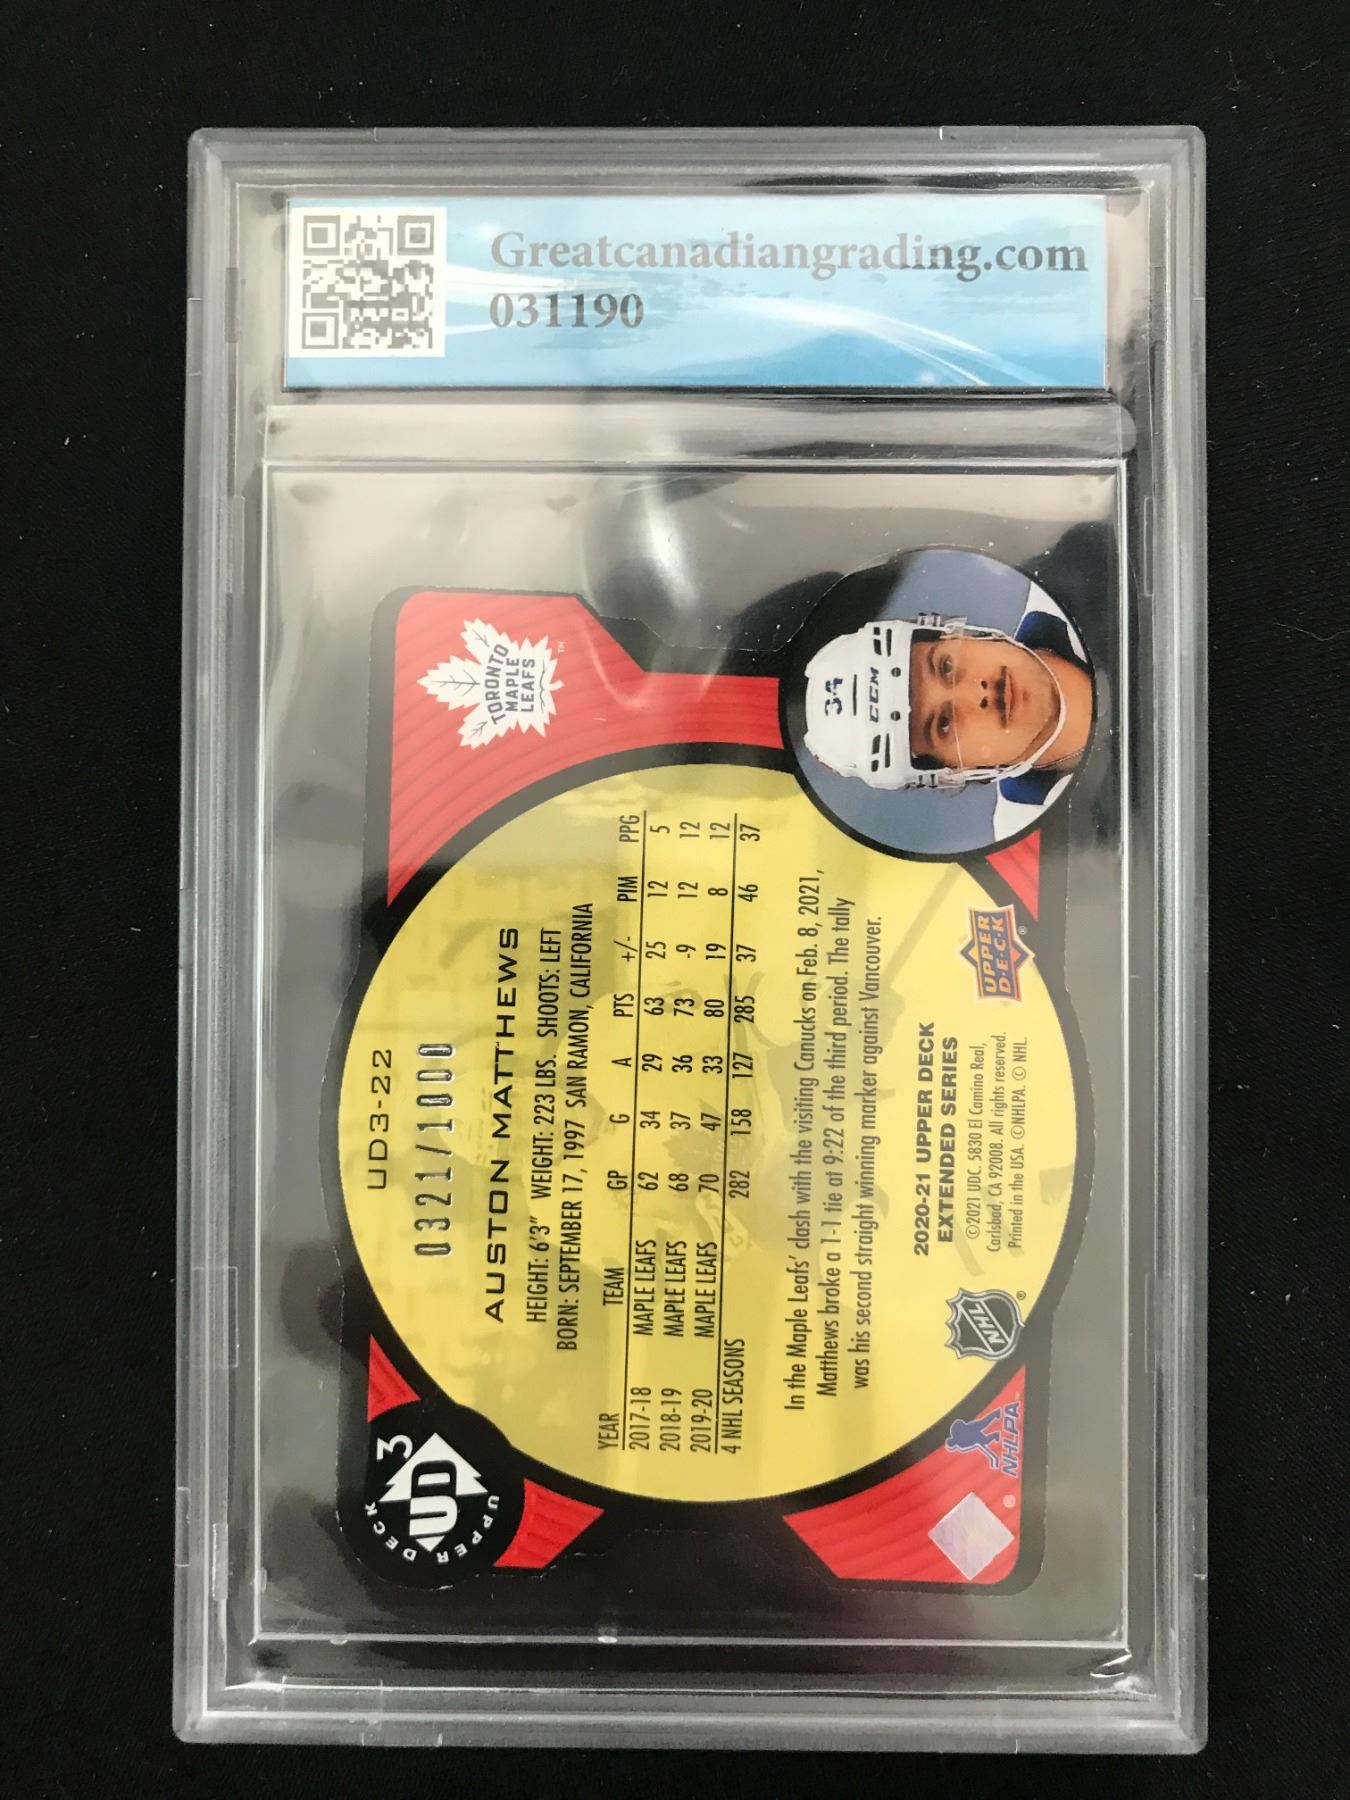 Greatcanadiangrading.com
031190
UD3-22
0321/1000
AUSTON MATTHEWS
HEIGHT: 6'3" WEIGHT: 223 LBS. SHOOTS: LEFT
BORN: SEPTEMBER 17, 1997 SAN RAMON, CALIFORNIA
YEAR TEAM GP G A PTS +/- PIM PPG
2017-18 MAPLE LEAFS 62 34 29 63 25 12 5
2018-19 MAPLE LEAFS 68 37 36 73 -9 12 12
2019-20 MAPLE LEAFS 70 47 33 80 19 8 12
4 NHL SEASONS 282 158 127 285 37 46 37
In the Maple Leafs' clash with the visiting Canucks on Feb. 8, 2021,
Matthews broke a 1-1 tie at 9:22 of the third period. The tally
was his second straight winning marker against Vancouver.
2020-21 UPPER DECK
EXTENDED SERIES
©2021 UDC. 5830 El Camino Real,
Carlsbad, CA 92008. All rights reserved.
Printed in the USA. ©NHLPA. © NHL.
UPPER DECK
UD
3
TORONTO
MAPLE
LEAFS
™
34
CCM
UPPER
D·E·C·K
®
NHL
®
NHLPA™
®